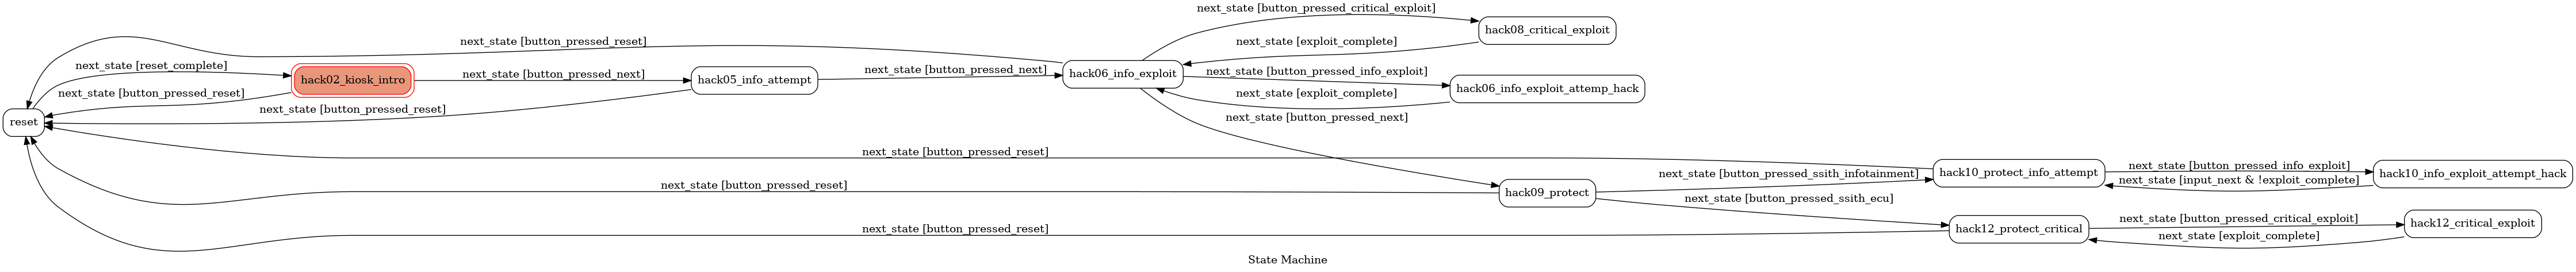 next_state [button_pressed_critical_exploit]
hack08_critical_exploit
next_state [button_pressed_reset]
next_state [exploit_complete]
next_state [reset_complete]
hack02_kiosk_intro
next_state [button_pressed_next]
hack05_info_attempt
next_state [button_pressed_next]
hack06_info_exploit
next_state [button_pressed_info_exploit]
hack06_info_exploit_attemp_hack
next_state [button_pressed_reset]
next_state [exploit_complete]
next_state [button_pressed_reset]
next_state [button_pressed_next]
reset
next_state [button_pressed_reset]
next_state [button_pressed_info_exploit]
next_state [button_pressed_ssith_infotainment]
hack10_protect_info_attempt
hack10_info_exploit_attempt_hack
next_state [input_next & !exploit_complete]
next_state [button_pressed_reset]
hack09_protect
next_state [button_pressed_ssith_ecu]
next_state [button_pressed_critical_exploit]
hack12_critical_exploit
next_state [button_pressed_reset]
hack12_protect_critical
next_state [exploit_complete]
State Machine